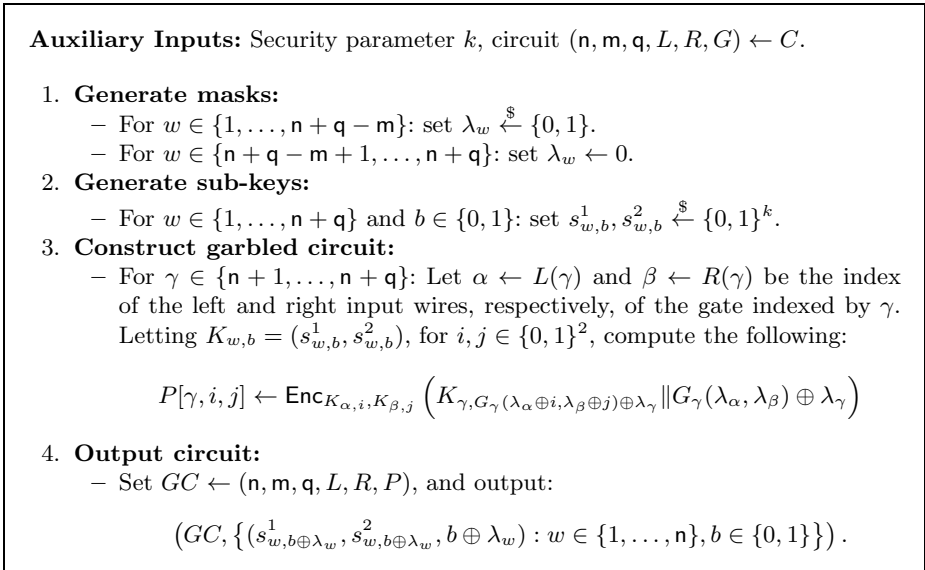 Auxiliary Inputs: Security parameter k, circuit (n, m, q, L, R, G) ← C.
1. Generate masks:
– For w ∈ {1, . . . , n + q − m}: set λ_w ←$ {0, 1}.
– For w ∈ {n + q − m + 1, . . . , n + q}: set λ_w ← 0.
2. Generate sub-keys:
– For w ∈ {1, . . . , n + q} and b ∈ {0, 1}: set s^1_{w,b}, s^2_{w,b} ←$ {0, 1}^k.
3. Construct garbled circuit:
– For γ ∈ {n + 1, . . . , n + q}: Let α ← L(γ) and β ← R(γ) be the index
of the left and right input wires, respectively, of the gate indexed by γ.
Letting K_{w,b} = (s^1_{w,b}, s^2_{w,b}), for i, j ∈ {0, 1}^2, compute the following:
P[γ, i, j] ← Enc_{K_{α,i},K_{β,j}} (K_{γ,G_γ(λ_α⊕i,λ_β⊕j)⊕λ_γ}‖G_γ(λ_α, λ_β) ⊕ λ_γ)
4. Output circuit:
– Set GC ← (n, m, q, L, R, P), and output:
(GC, {(s^1_{w,b⊕λ_w}, s^2_{w,b⊕λ_w}, b ⊕ λ_w) : w ∈ {1, . . . , n}, b ∈ {0, 1}}).